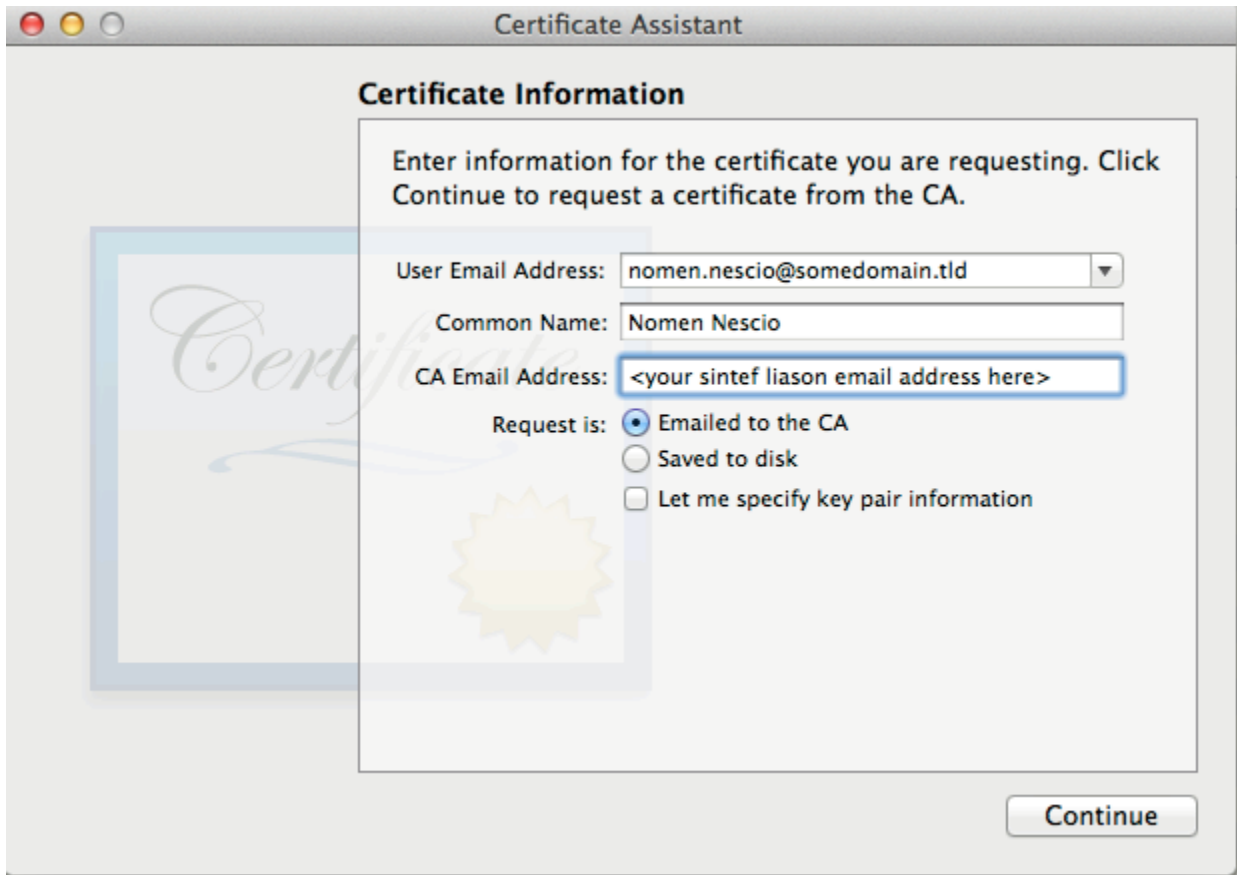 Certificate Assistant
Certificate Information
Enter information for the certificate you are requesting. Click
Continue to request a certificate from the CA.
User Email Address: nomen.nescio@somedomain.tld
Common Name: Nomen Nescio
CA Email Address: <your sintef liason email address here>
Request is: Emailed to the CA
Saved to disk
Let me specify key pair information
Certificate
Continue